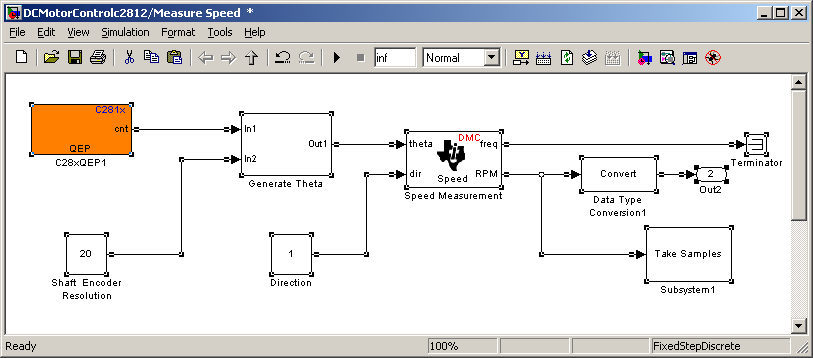 DCMotorControlc2812/Measure Speed *
File Edit View Simulation Format Tools Help
inf Normal
C281x
cnt
QEP
C28xQEP1
In1
In2
Out1
Generate Theta
theta DMC freq
dir Speed RPM
Speed Measurement
Terminator
Convert
Data Type
Conversion1
2
Out2
20
Shaft Encoder
Resolution
1
Direction
Take Samples
Subsystem1
Ready 100% FixedStepDiscrete